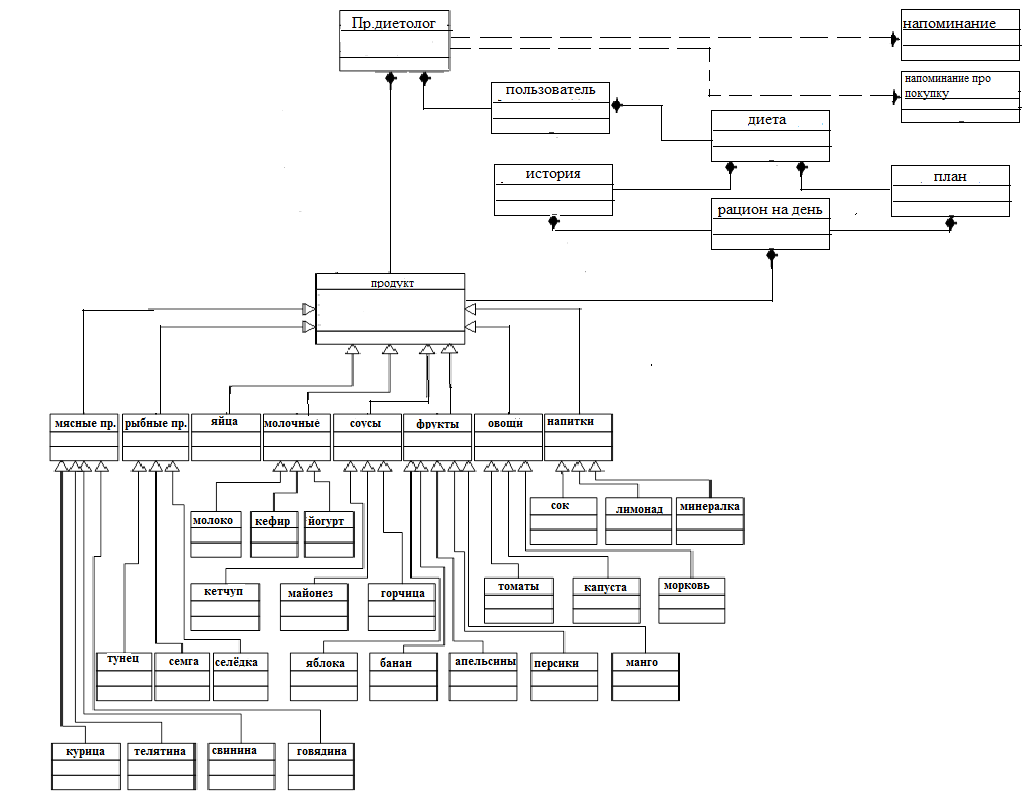 Пр.диетолог
напоминание
напоминание про
покупку
пользователь
диета
история
план
рацион на день
продукт
мясные пр.
рыбные пр.
яйца
молочные
соусы
фрукты
овощи
напитки
сок
лимонад
минералка
молоко
кефир
йогурт
кетчуп
майонез
горчица
томаты
капуста
морковь
тунец
семга
селёдка
яблока
банан
апельсины
персики
манго
курица
телятина
свинина
говядина